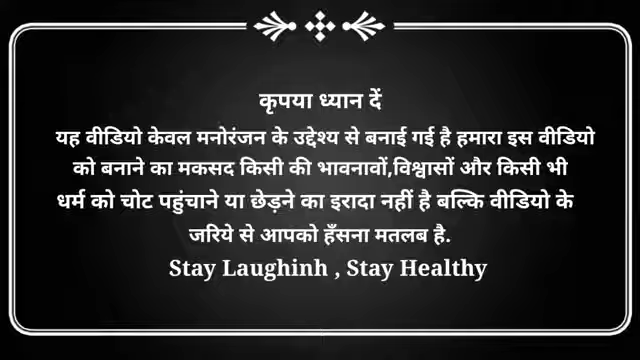 कृपया ध्यान दें
यह वीडियो केवल मनोरंजन के उद्देश्य से बनाई गई है हमारा इस वीडियो
को बनाने का मकसद किसी की भावनावों,विश्वासों और किसी भी
धर्म को चोट पहुंचाने या छेड़ने का इरादा नहीं है बल्कि वीडियो के
जरिये से आपको हँसना मतलब है.
Stay Laughinh , Stay Healthy